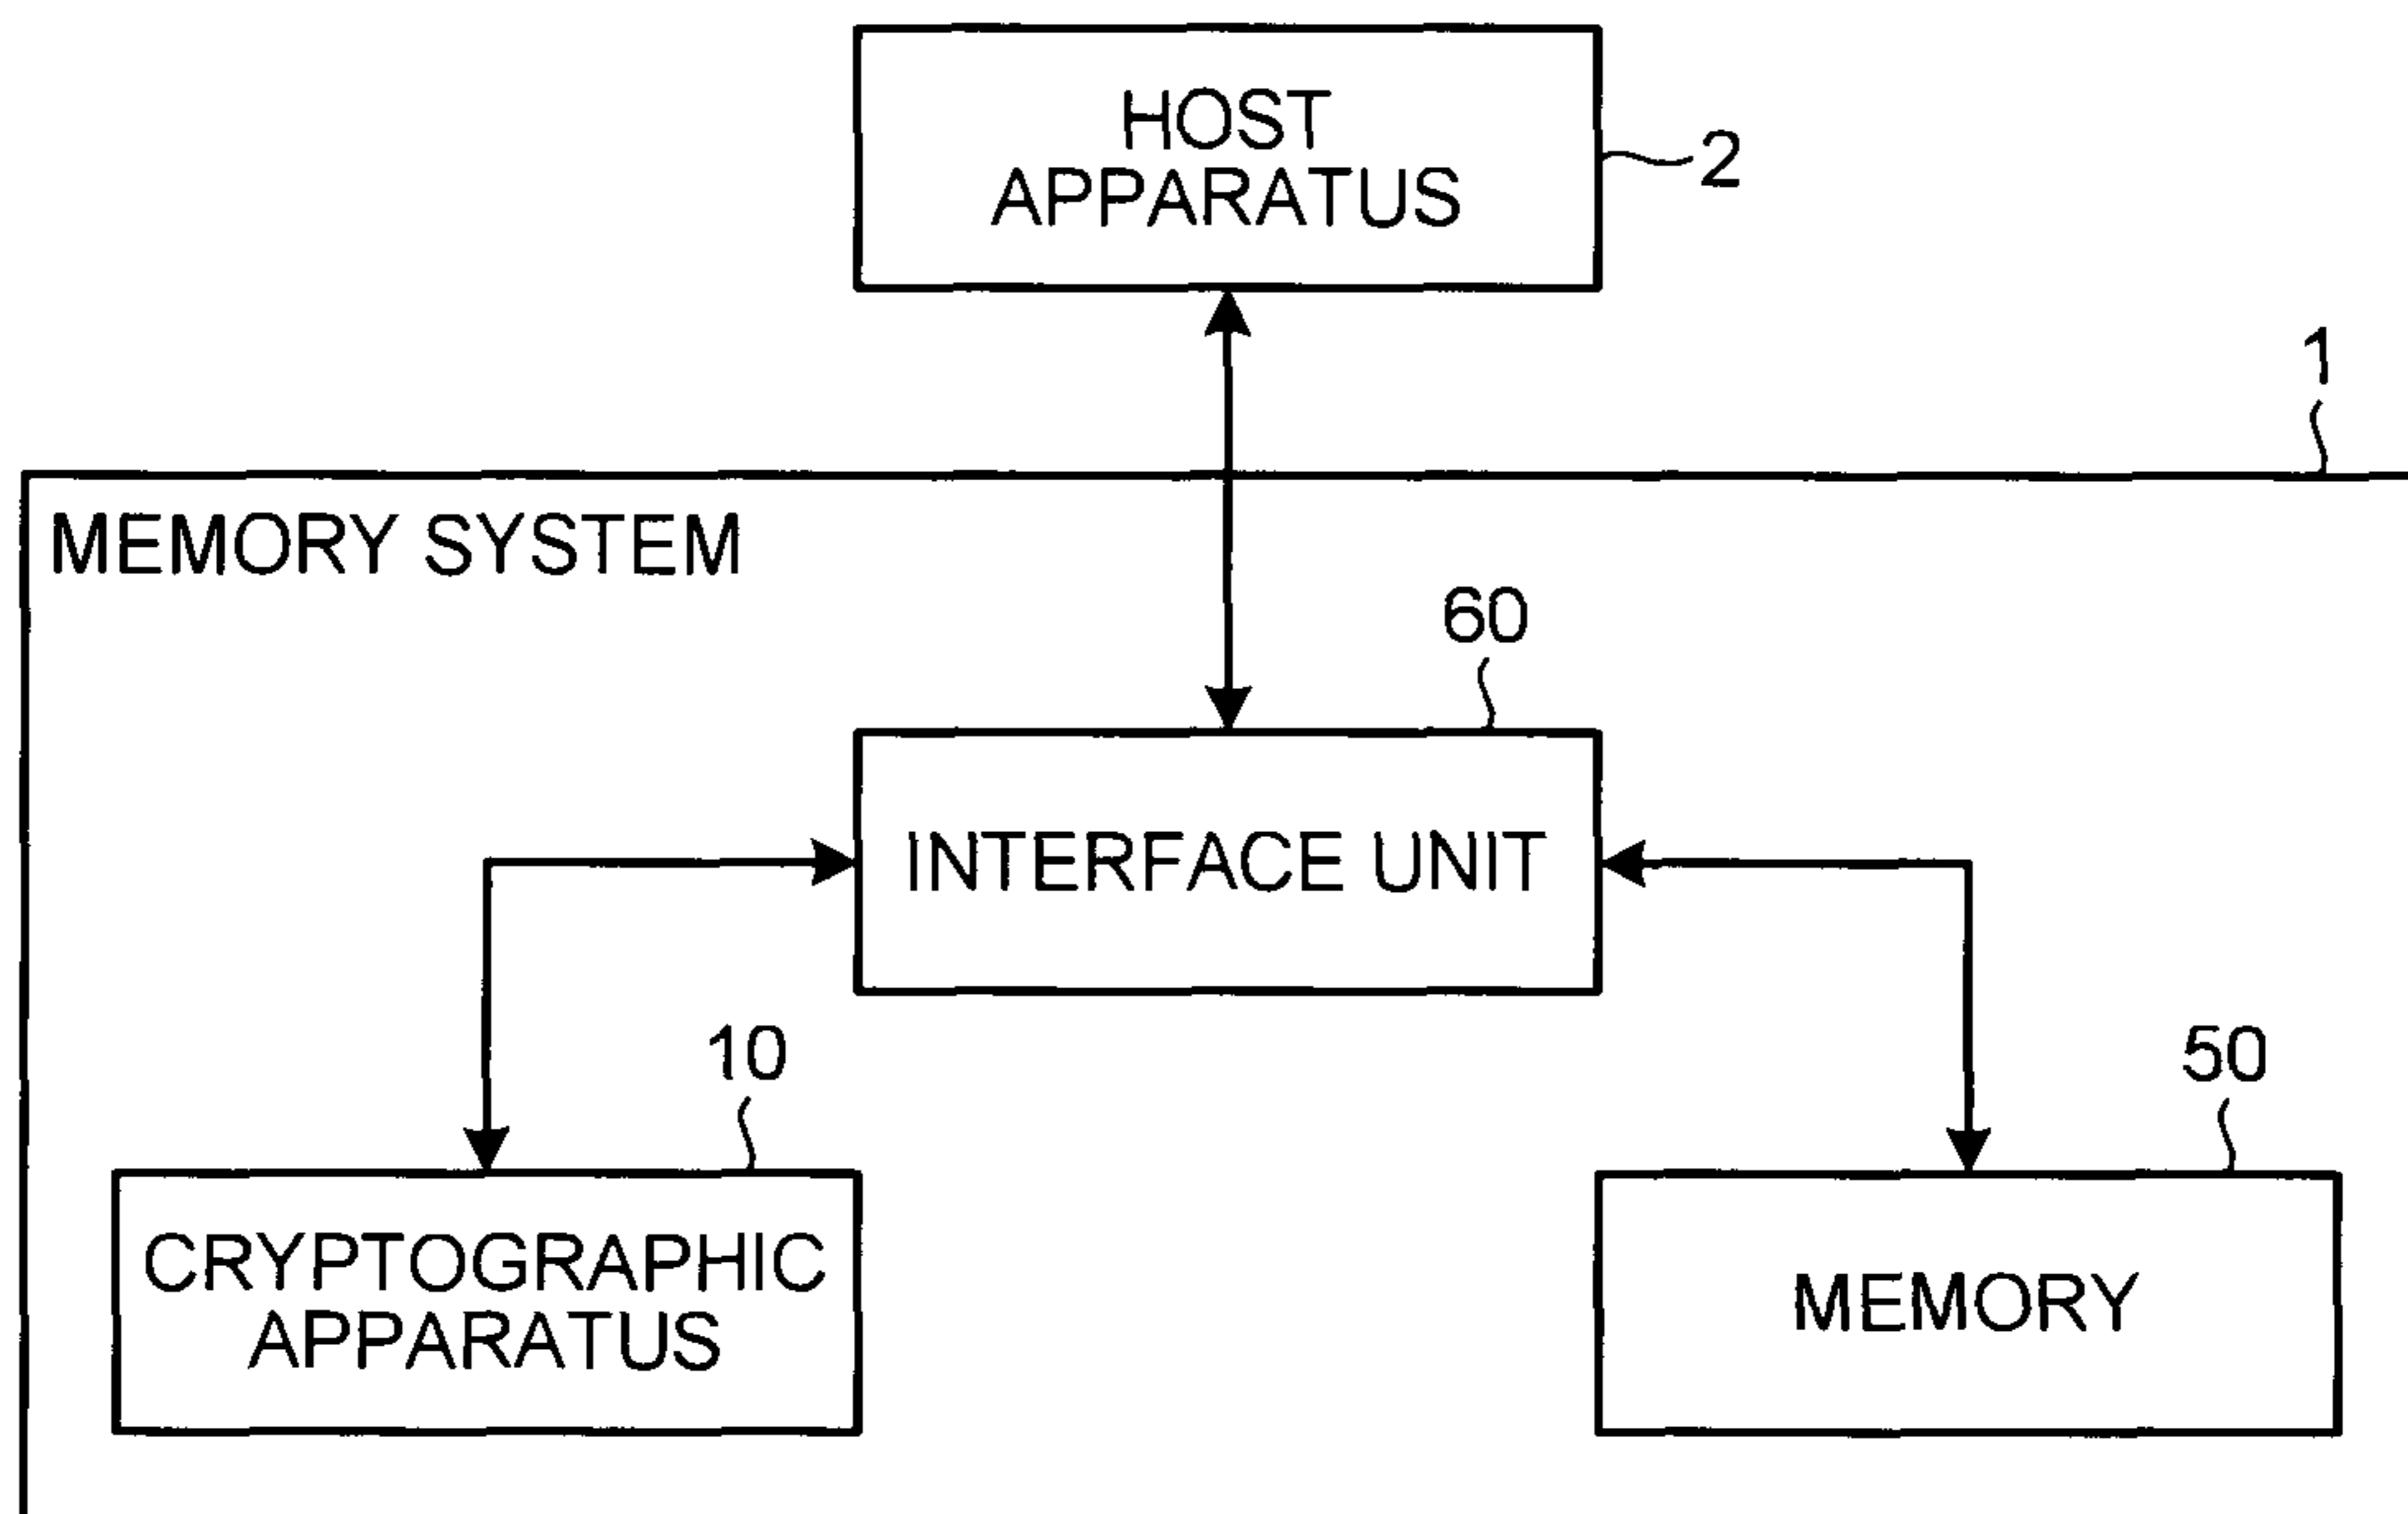 HOST
APPARATUS
2
1
MEMORY SYSTEM
60
INTERFACE UNIT
10
50
CRYPTOGRAPHIC
APPARATUS
MEMORY